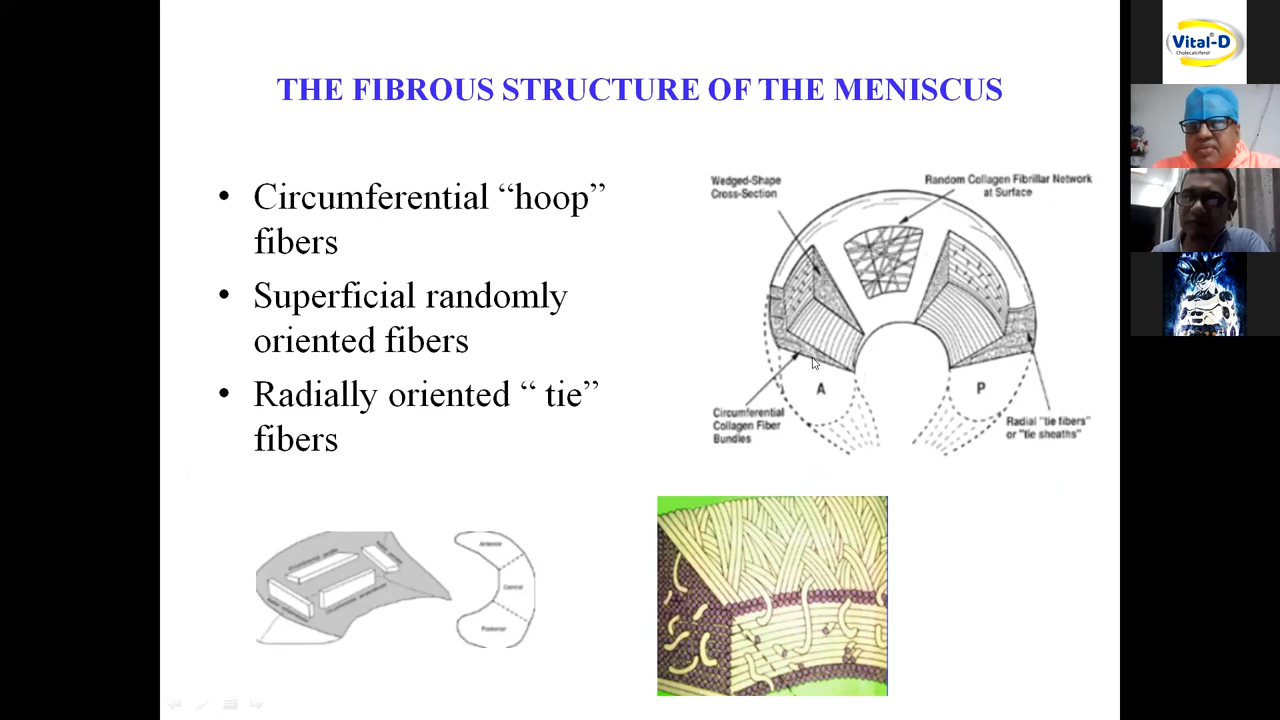 THE FIBROUS STRUCTURE OF THE MENISCUS
• Circumferential “hoop”
fibers
• Superficial randomly
oriented fibers
• Radially oriented “ tie”
fibers
Wedged-Shape
Cross-Section
Random Collagen Fibrillar Network
at Surface
A
P
Circumferential
Collagen Fiber
Bundles
Radial "tie fibers"
or "tie sheaths"
Anterior
Central
Posterior
Vital-D
Cholecalciferol